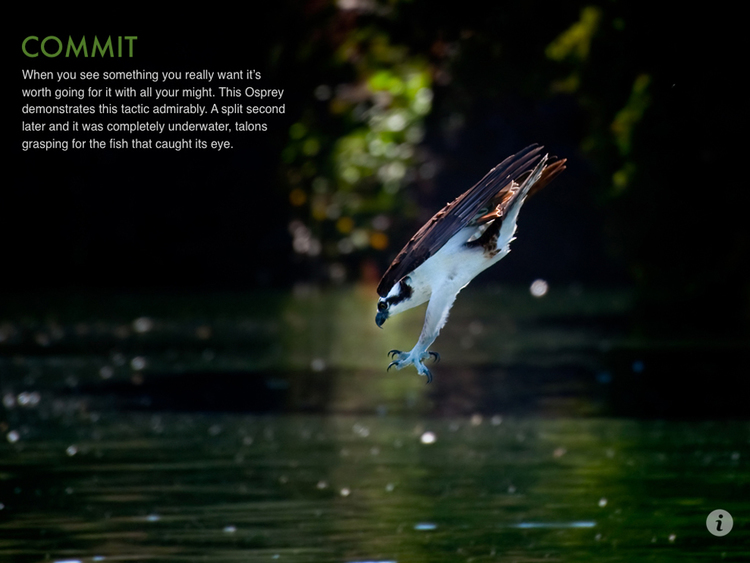 COMMIT
When you see something you really want it's
worth going for it with all your might. This Osprey
demonstrates this tactic admirably. A split second
later and it was completely underwater, talons
grasping for the fish that caught its eye.
i